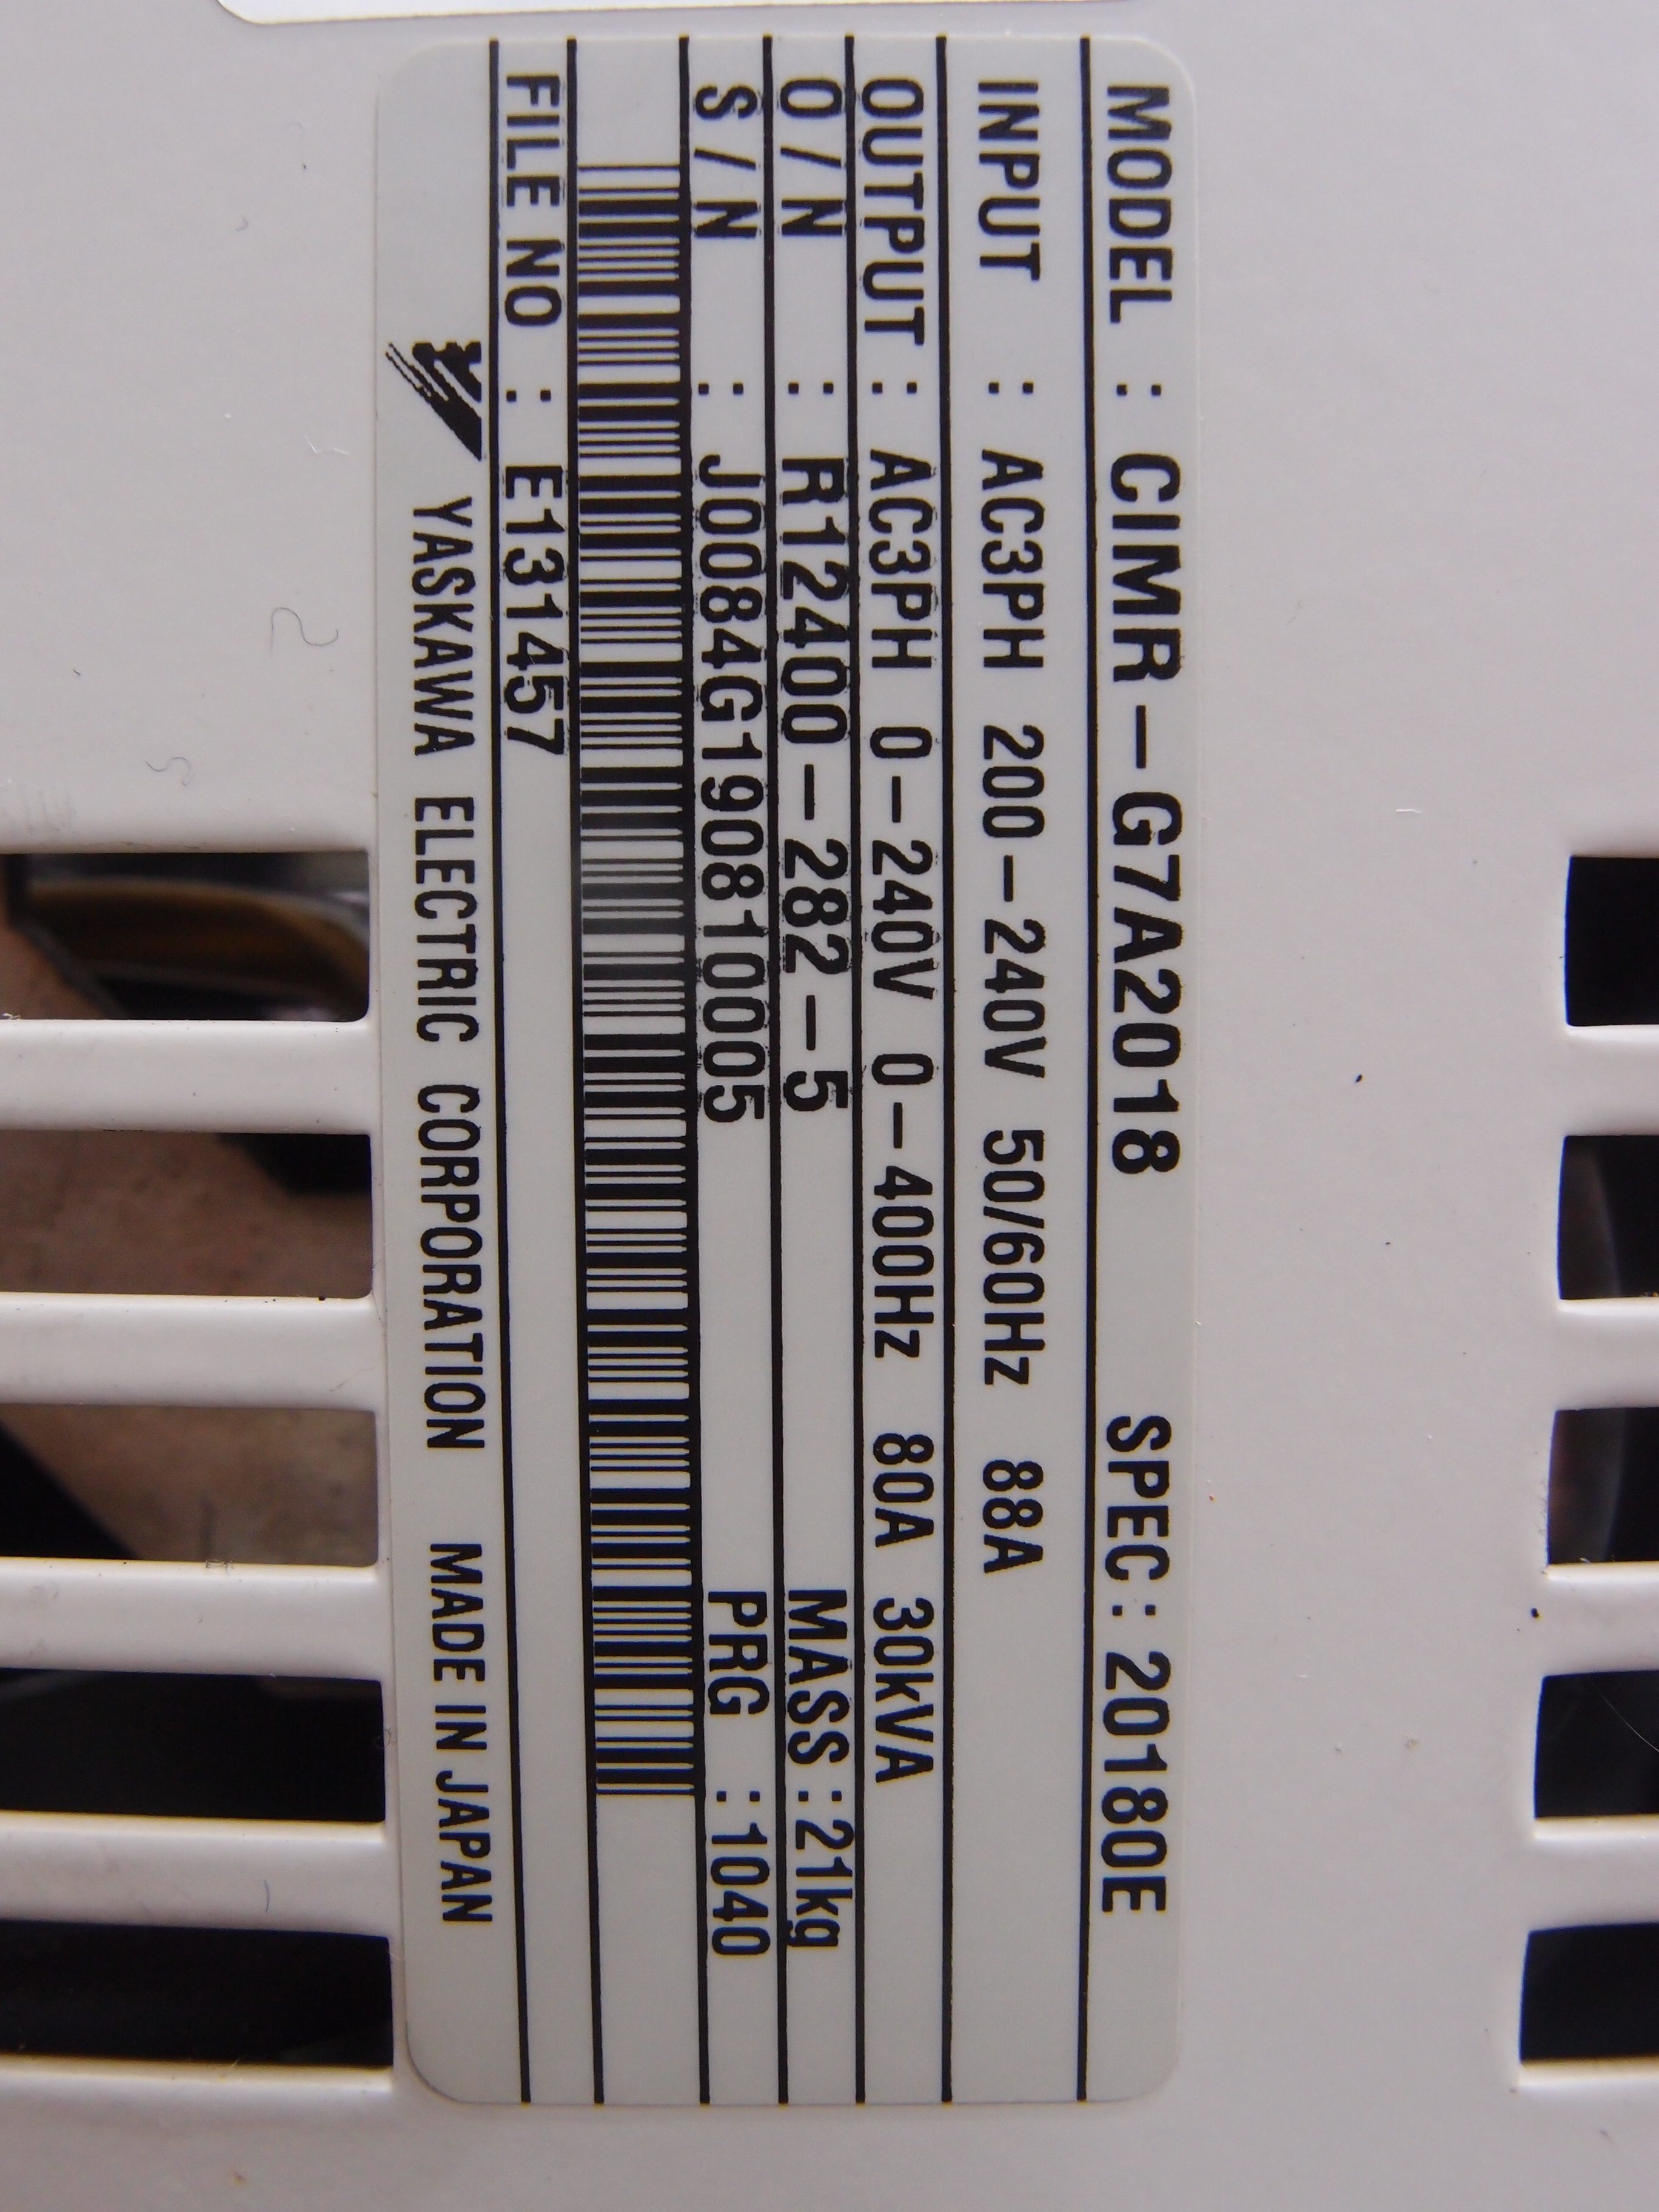 MODEL : CIMR-G7A2018 SPEC: 20180E
INPUT : AC3PH 200-240V 50/60Hz 88A
OUTPUT : AC3PH 0-240V 0-400Hz 80A 30kVA
O/N : R12400-282-5 MASS: 21kg
S/N : J0084G190810005 PRG : 1040
FILE NO : E131457
YASKAWA ELECTRIC CORPORATION MADE IN JAPAN